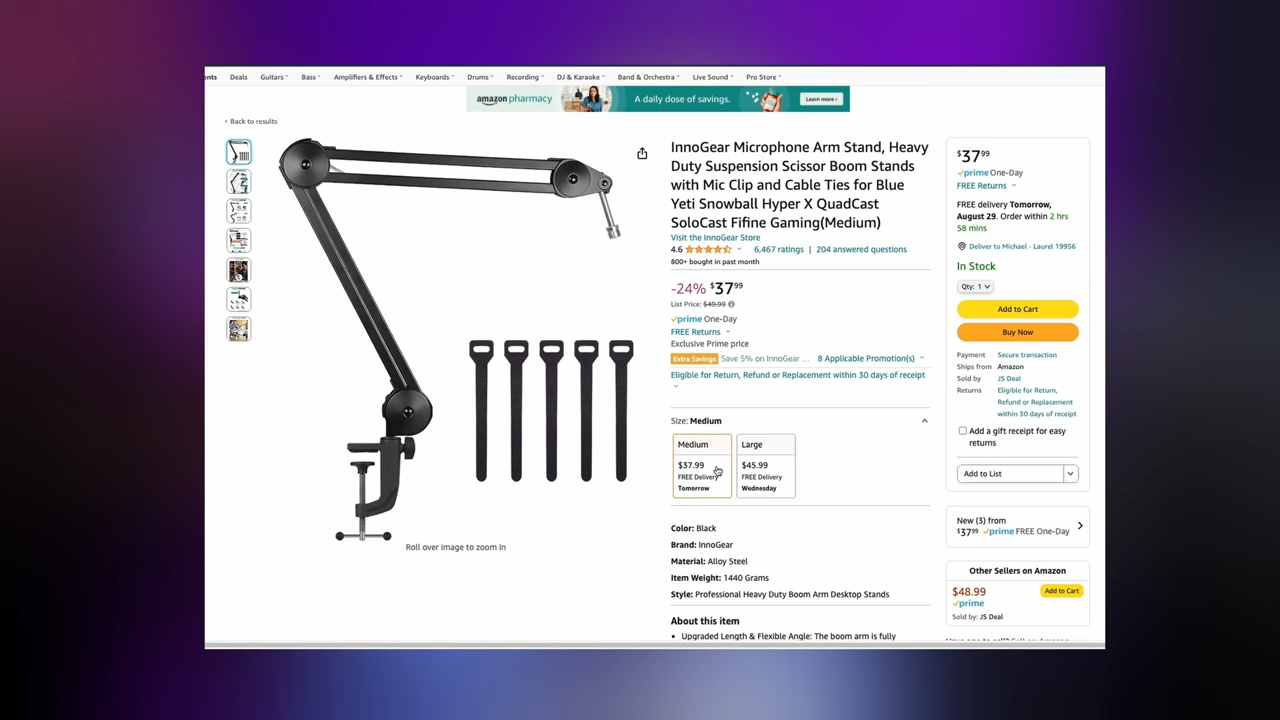 ents Deals Guitars Bass Amplifiers & Effects Keyboards Drums Recording DJ & Karaoke Band & Orchestra Live Sound Pro Store
amazon pharmacy A daily dose of savings. Learn more ›
‹ Back to results
InnoGear Microphone Arm Stand, Heavy
Duty Suspension Scissor Boom Stands
with Mic Clip and Cable Ties for Blue
Yeti Snowball Hyper X QuadCast
SoloCast Fifine Gaming(Medium)
Visit the InnoGear Store
4.6 6,467 ratings | 204 answered questions
800+ bought in past month
-24% $37 99
List Price: $49.99
prime One-Day
FREE Returns
Exclusive Prime price
Extra Savings Save 5% on InnoGear ... 8 Applicable Promotion(s)
Eligible for Return, Refund or Replacement within 30 days of receipt
Size: Medium
Medium Large
$37.99 $45.99
FREE Delivery FREE Delivery
Tomorrow Wednesday
Color: Black
Brand: InnoGear
Material: Alloy Steel
Item Weight: 1440 Grams
Style: Professional Heavy Duty Boom Arm Desktop Stands
About this item
• Upgraded Length & Flexible Angle: The boom arm is fully
Roll over image to zoom in
$37 99
prime One-Day
FREE Returns
FREE delivery Tomorrow,
August 29. Order within 2 hrs
58 mins
Deliver to Michael - Laurel 19956
In Stock
Qty: 1
Add to Cart
Buy Now
Payment Secure transaction
Ships from Amazon
Sold by JS Deal
Returns Eligible for Return,
Refund or Replacement
within 30 days of receipt
Add a gift receipt for easy
returns
Add to List
New (3) from
$37 99 prime FREE One-Day
Other Sellers on Amazon
$48.99 Add to Cart
prime
Sold by: JS Deal